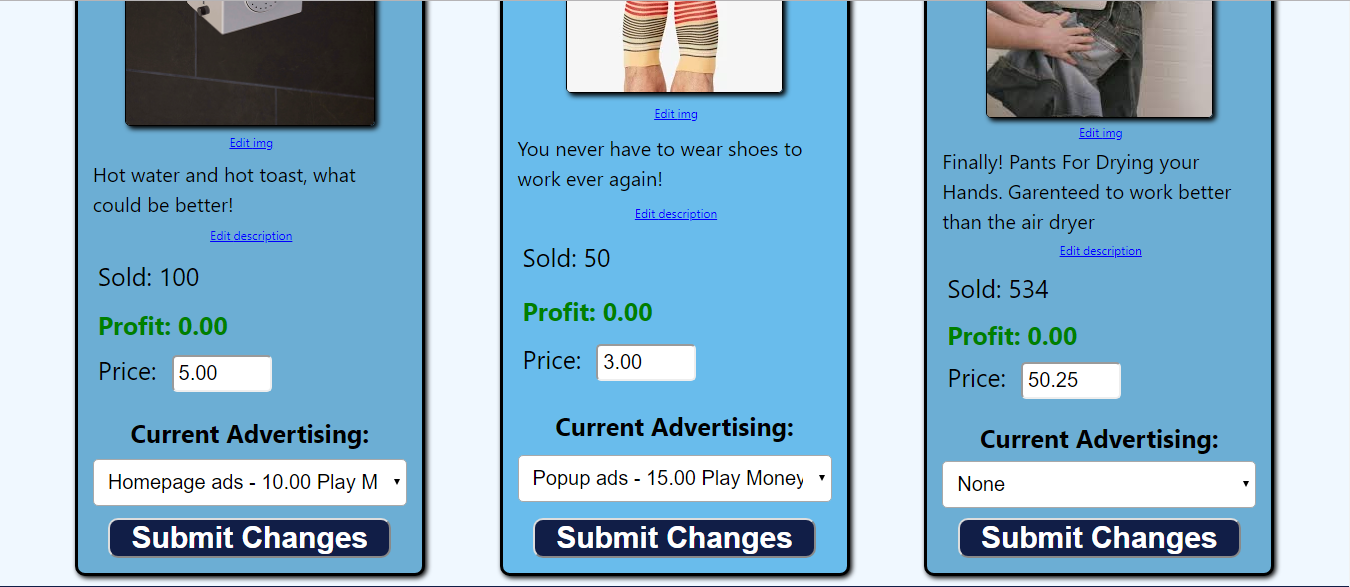 Edit img
Hot water and hot toast, what
could be better!
Edit description
Sold: 100
Profit: 0.00
Price: 5.00
Current Advertising:
Homepage ads - 10.00 Play M
Submit Changes
Edit img
You never have to wear shoes to
work ever again!
Edit description
Sold: 50
Profit: 0.00
Price: 3.00
Current Advertising:
Popup ads - 15.00 Play Money
Submit Changes
Edit img
Finally! Pants For Drying your
Hands. Garenteed to work better
than the air dryer
Edit description
Sold: 534
Profit: 0.00
Price: 50.25
Current Advertising:
None
Submit Changes